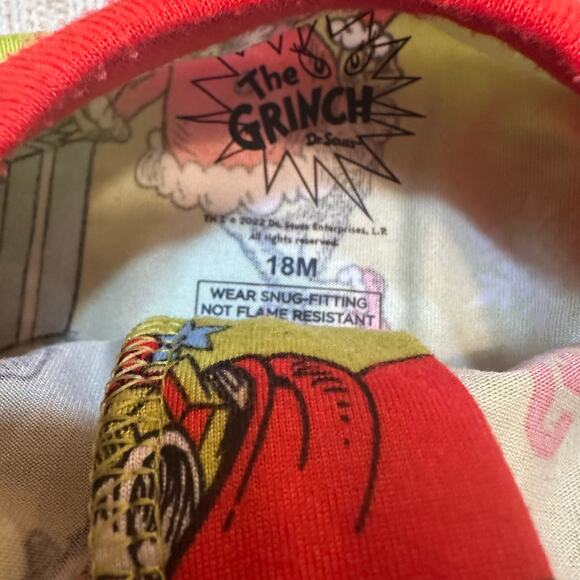 The
GRINCH
Dr. Seuss
TM & © 2022 Dr. Seuss Enterprises, L.P.
All rights reserved.
18M
WEAR SNUG-FITTING
NOT FLAME RESISTANT